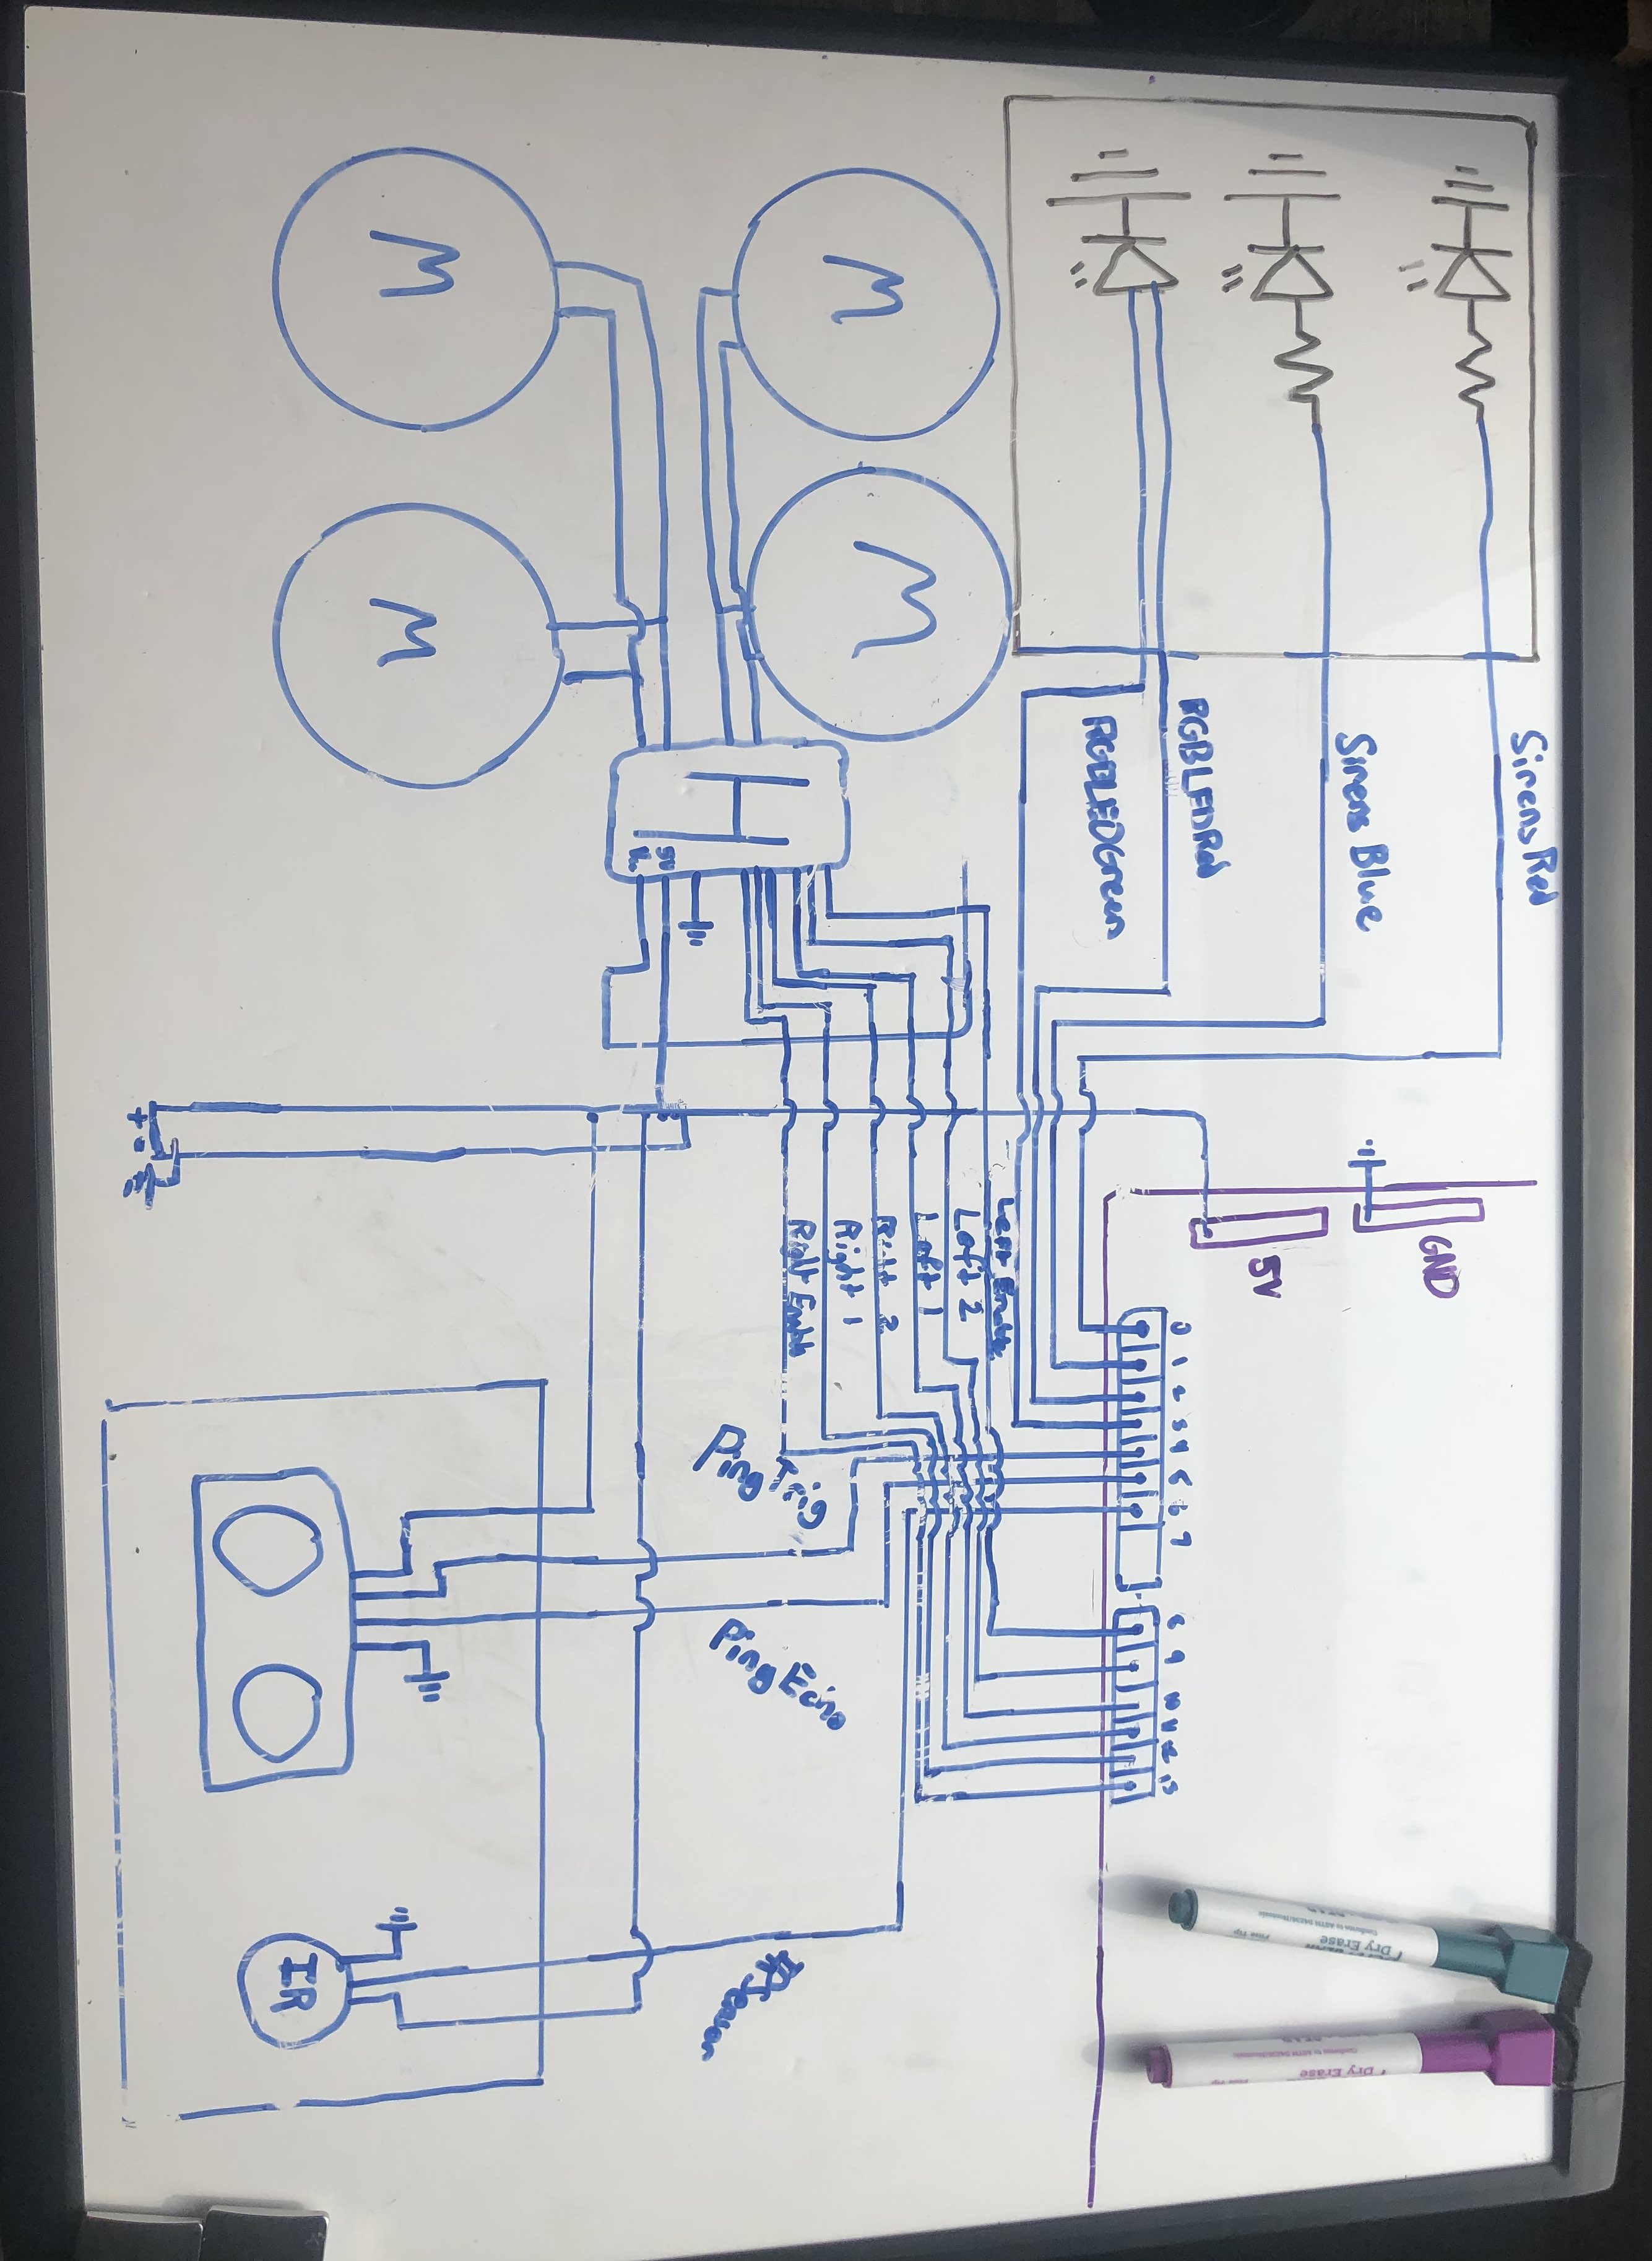 Sirens Red
GND
Sirens Blue
5V
RGBLEDRed
0 1 2 3 4 5 6 7 8 9 10 11 12 13
RGBLEDGreen
Left Enable
Left 2
Left 1
Right 2
Right 1
Right Enable
Ping Trig
Ping Echo
IRSensor
M
M
H
5V
M
M
IR
+ -
Dry Erase
Dry Erase